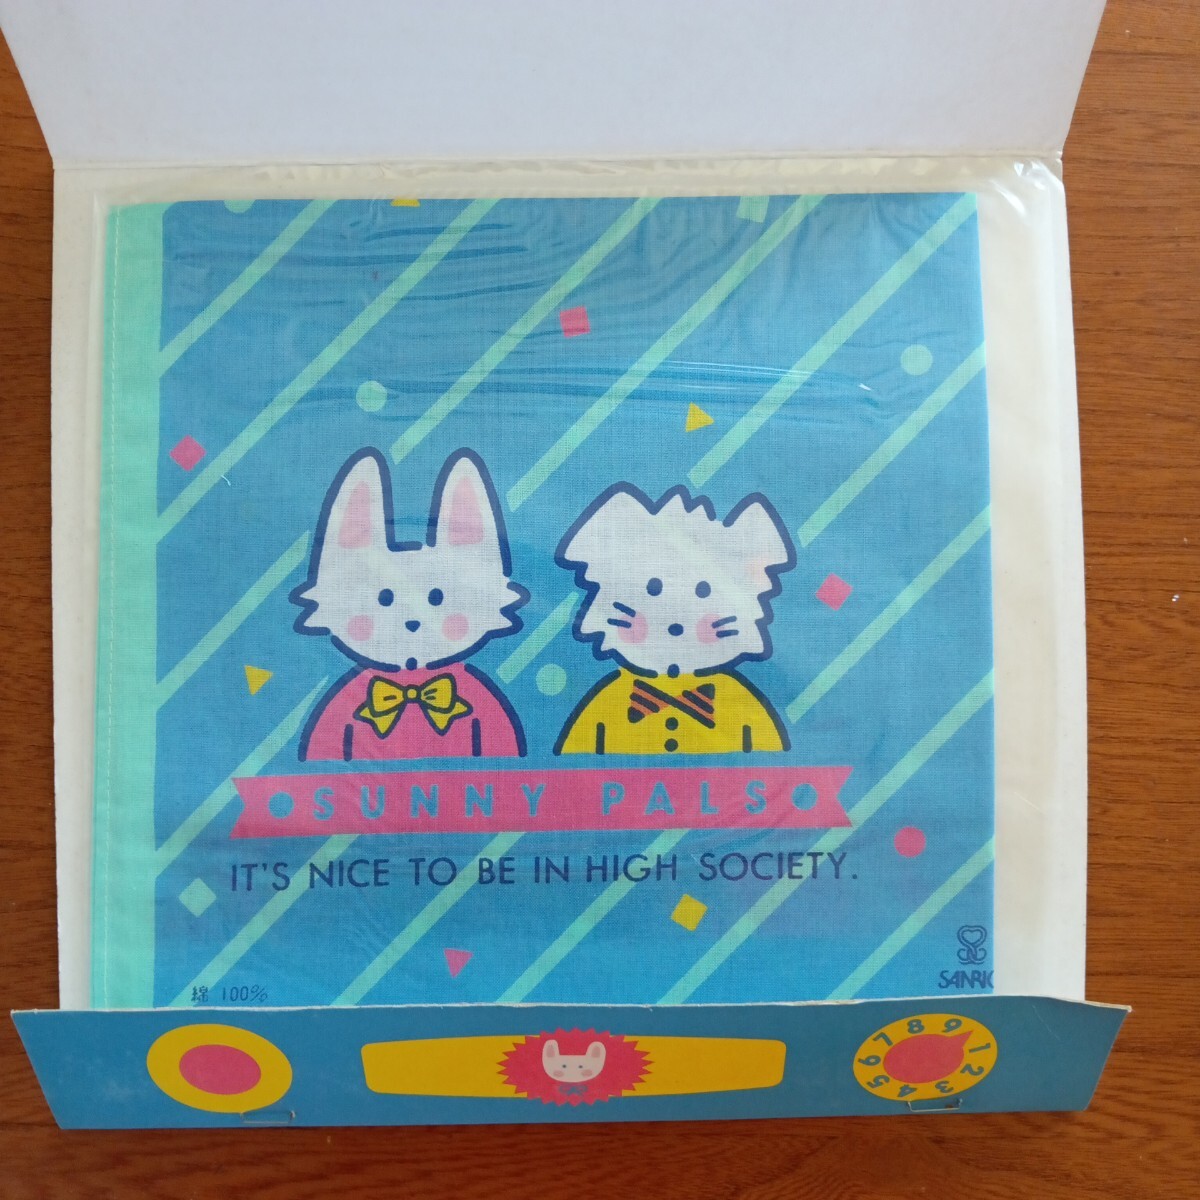 SUNNY PALS
IT'S NICE TO BE IN HIGH SOCIETY.
SANRIO
綿 100%
1 2 3 4 5 6 7 8 9